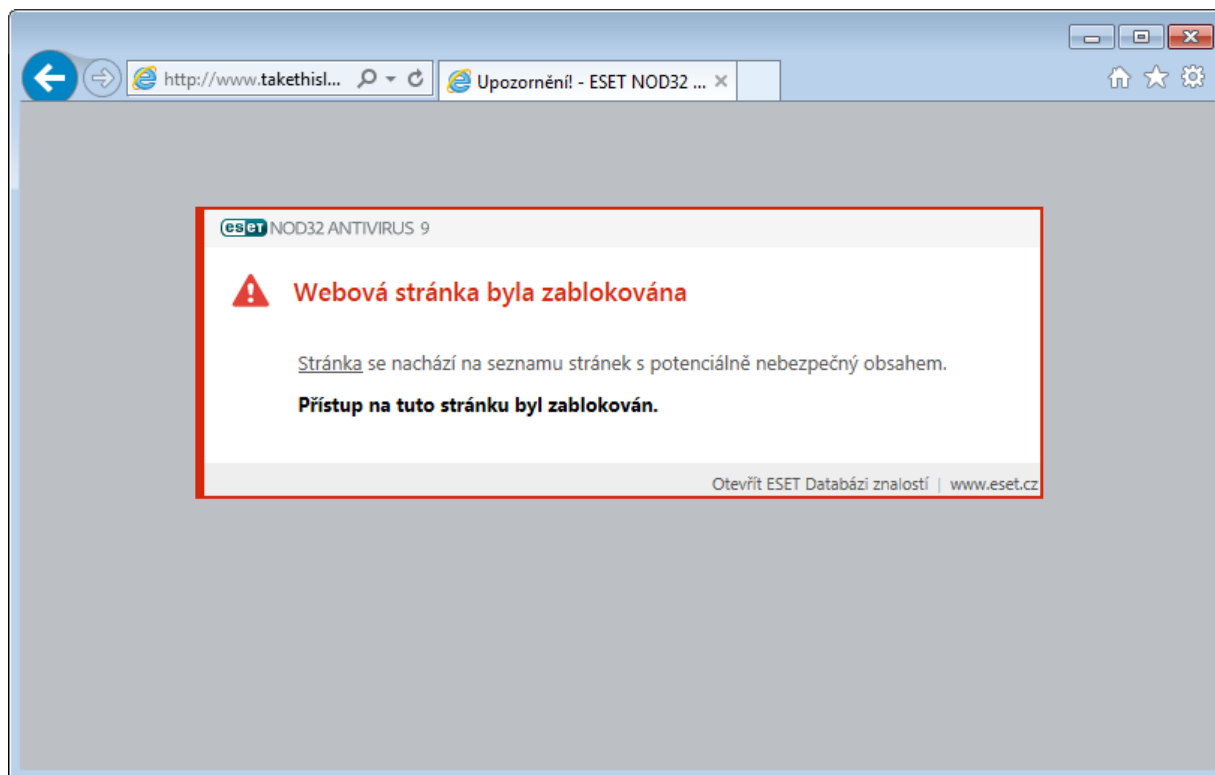 http://www.takethisl...
Upozornění! - ESET NOD32 ...
eset NOD32 ANTIVIRUS 9
Webová stránka byla zablokována
Stránka se nachází na seznamu stránek s potenciálně nebezpečný obsahem.
Přístup na tuto stránku byl zablokován.
Otevřít ESET Databázi znalostí | www.eset.cz